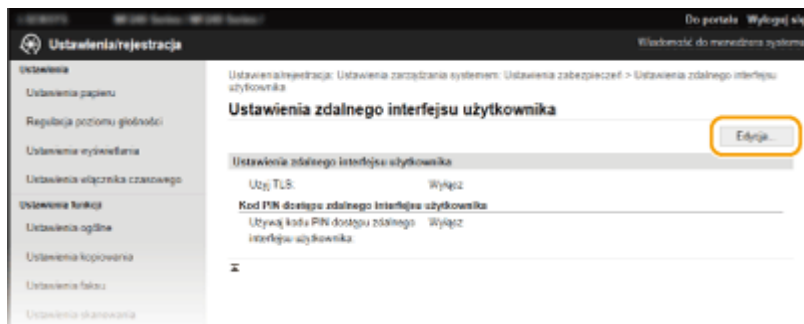 Do portalu Wyloguj się
Ustawienia/rejestracja
Wiadomość do menedżera systemu
Ustawienia
Ustawienia papieru
Regulacja poziomu głośności
Ustawienia wyświetlania
Ustawienia włącznika czasowego
Ustawienia funkcji
Ustawienia ogólne
Ustawienia kopiowania
Ustawienia faksu
Ustawienia skanowania
Ustawienia/rejestracja: Ustawienia zarządzania systemem: Ustawienia zabezpieczeń > Ustawienia zdalnego interfejsu
użytkownika
Ustawienia zdalnego interfejsu użytkownika
Edycja...
Ustawienia zdalnego interfejsu użytkownika
Użyj TLS: Wyłącz
Kod PIN dostępu zdalnego interfejsu użytkownika
Używaj kodu PIN dostępu zdalnego Wyłącz
interfejsu użytkownika: